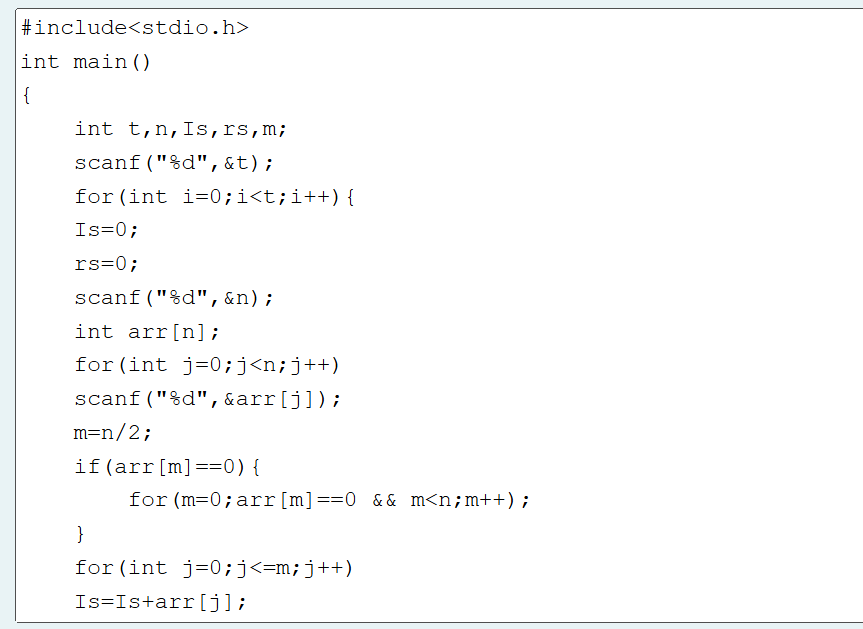 #include<stdio.h>
int main()
{
    int t,n,Is,rs,m;
    scanf("%d",&t);
    for(int i=0;i<t;i++){
    Is=0;
    rs=0;
    scanf("%d",&n);
    int arr[n];
    for(int j=0;j<n;j++)
    scanf("%d",&arr[j]);
    m=n/2;
    if(arr[m]==0){
        for(m=0;arr[m]==0 && m<n;m++);
    }
    for(int j=0;j<=m;j++)
    Is=Is+arr[j];